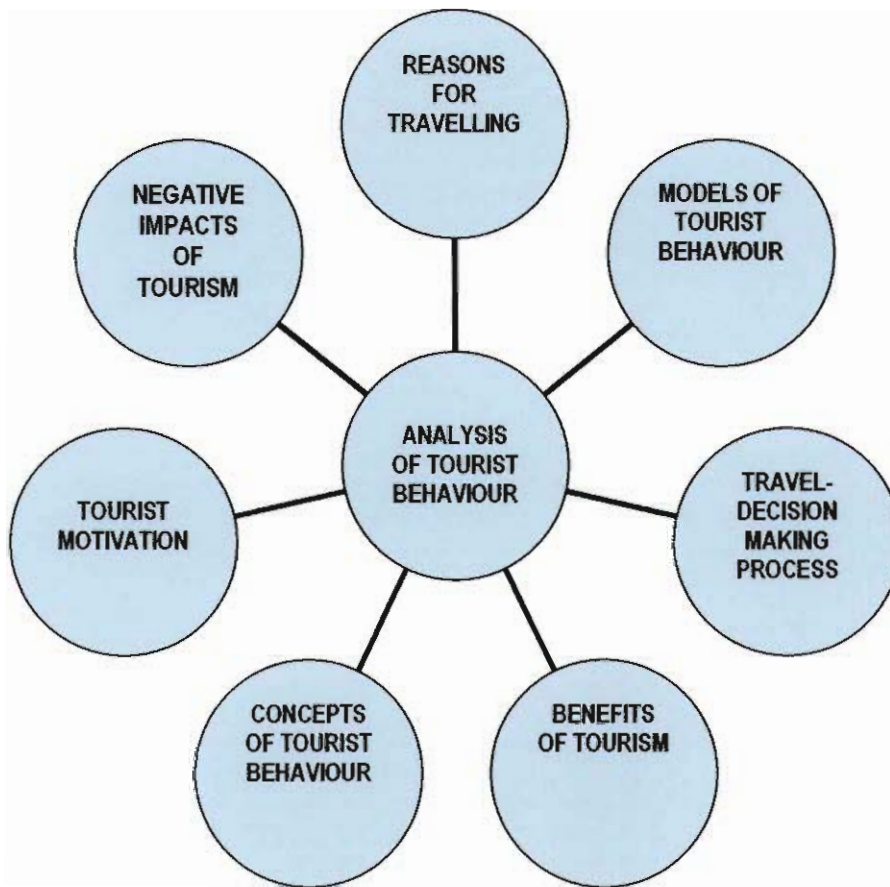 REASONS
FOR
TRAVELLING
NEGATIVE
IMPACTS
OF
TOURISM
MODELS OF
TOURIST
BEHAVIOUR
ANALYSIS
OF TOURIST
BEHAVIOUR
TOURIST
MOTIVATION
TRAVEL-
DECISION
MAKING
PROCESS
CONCEPTS
OF TOURIST
BEHAVIOUR
BENEFITS
OF TOURISM